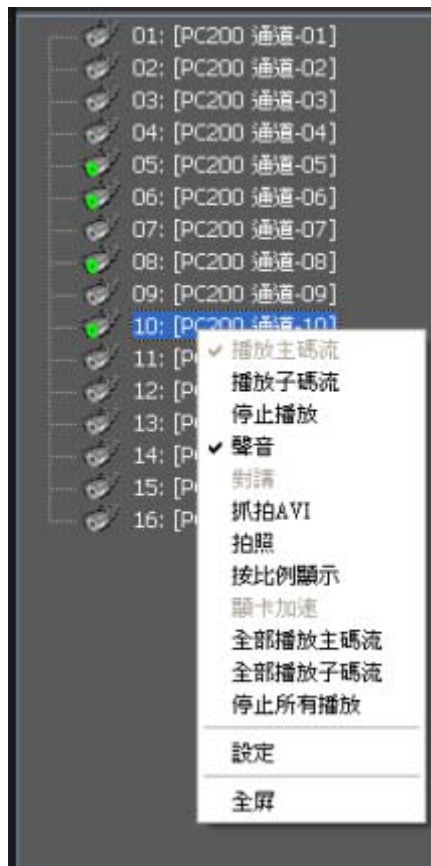 01: [PC200 通道-01]
02: [PC200 通道-02]
03: [PC200 通道-03]
04: [PC200 通道-04]
05: [PC200 通道-05]
06: [PC200 通道-06]
07: [PC200 通道-07]
08: [PC200 通道-08]
09: [PC200 通道-09]
10: [PC200 通道-10]
11: [P
12: [P
13: [P
14: [P
15: [P
16: [P
播放主碼流
播放子碼流
停止播放
聲音
對講
抓拍AVI
拍照
按比例顯示
顯卡加速
全部播放主碼流
全部播放子碼流
停止所有播放
設定
全屏